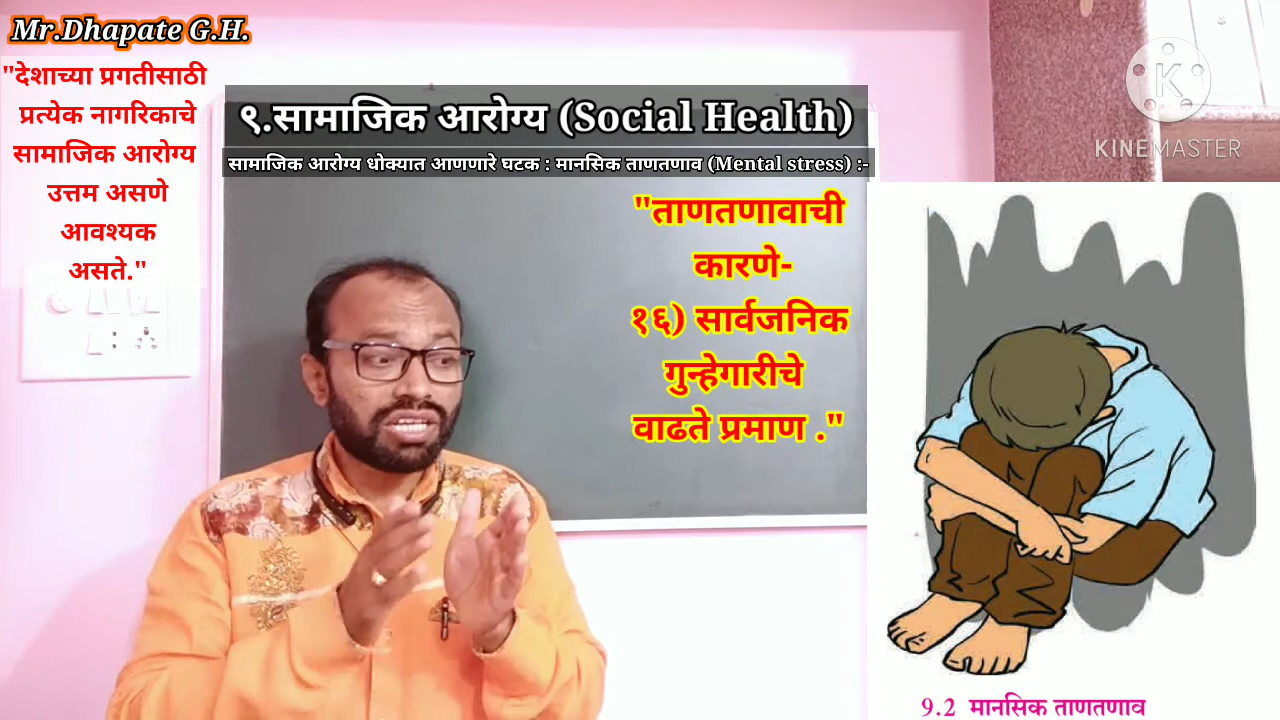 Mr.Dhapate G.H.
"देशाच्या प्रगतीसाठी
प्रत्येक नागरिकाचे
सामाजिक आरोग्य
उत्तम असणे
आवश्यक
असते."
९.सामाजिक आरोग्य (Social Health)
सामाजिक आरोग्य धोक्यात आणणारे घटक : मानसिक ताणतणाव (Mental stress) :-
"ताणतणावाची
कारणे-
१६) सार्वजनिक
गुन्हेगारीचे
वाढते प्रमाण ."
K
KINEMASTER
9.2 मानसिक ताणतणाव